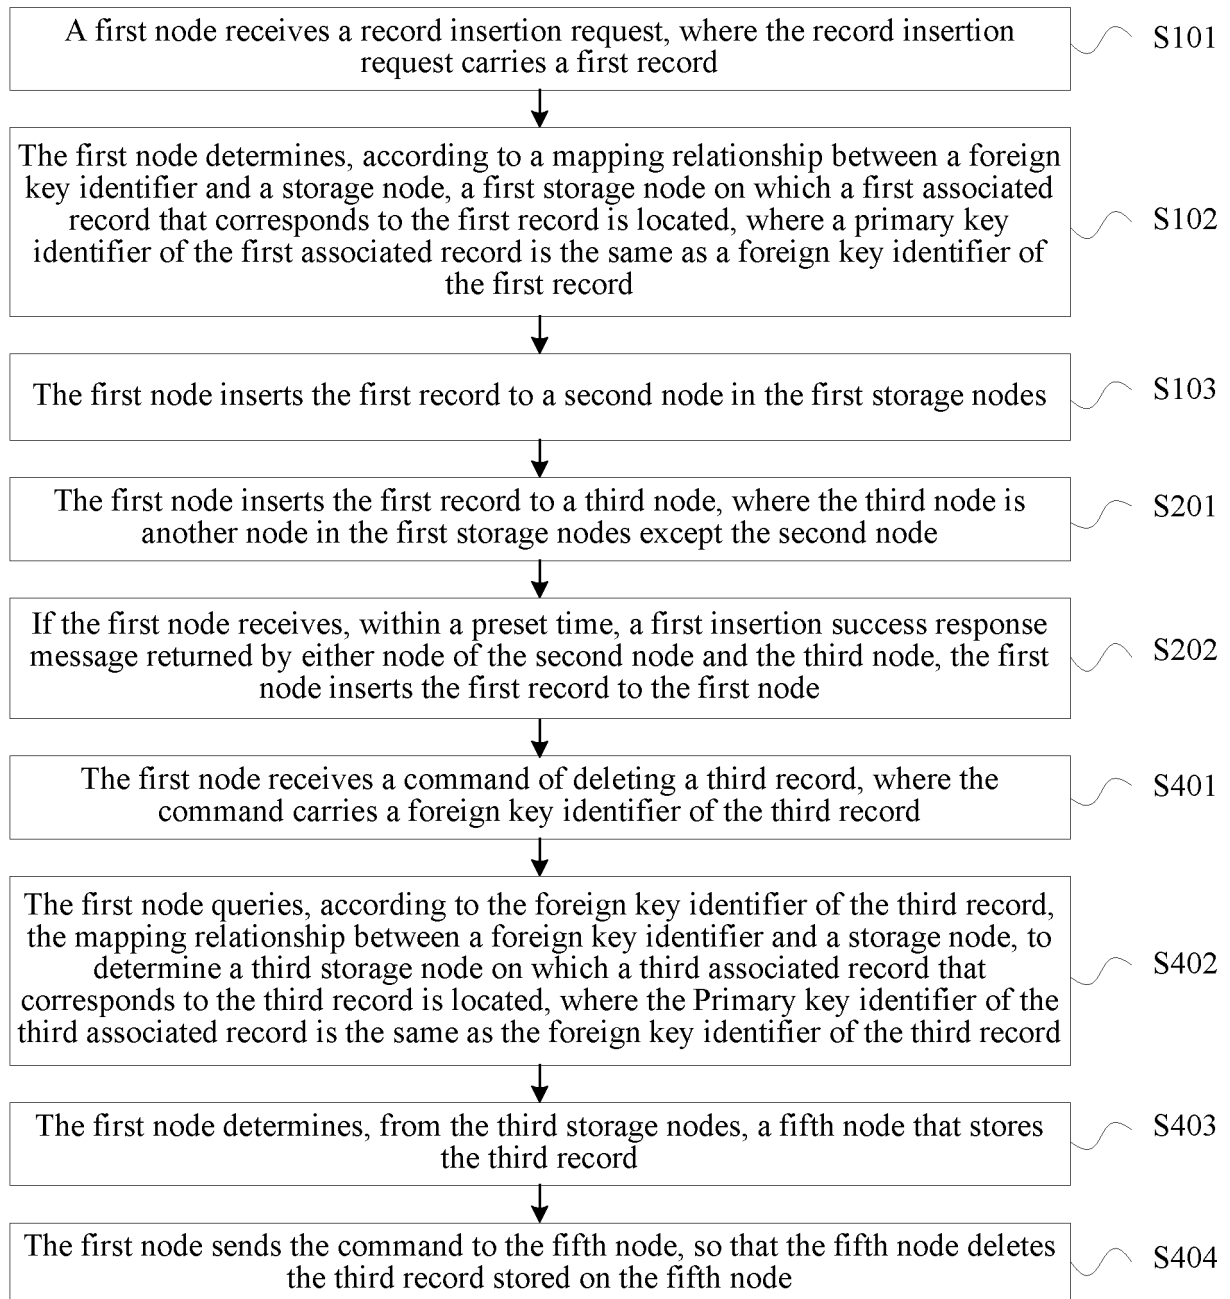 A first node receives a record insertion request, where the record insertion
request carries a first record
S101
The first node determines, according to a mapping relationship between a foreign
key identifier and a storage node, a first storage node on which a first associated
record that corresponds to the first record is located, where a primary key
identifier of the first associated record is the same as a foreign key identifier of
the first record
S102
The first node inserts the first record to a second node in the first storage nodes
S103
The first node inserts the first record to a third node, where the third node is
another node in the first storage nodes except the second node
S201
If the first node receives, within a preset time, a first insertion success response
message returned by either node of the second node and the third node, the first
node inserts the first record to the first node
S202
The first node receives a command of deleting a third record, where the
command carries a foreign key identifier of the third record
S401
The first node queries, according to the foreign key identifier of the third record,
the mapping relationship between a foreign key identifier and a storage node, to
determine a third storage node on which a third associated record that
corresponds to the third record is located, where the Primary key identifier of the
third associated record is the same as the foreign key identifier of the third record
S402
The first node determines, from the third storage nodes, a fifth node that stores
the third record
S403
The first node sends the command to the fifth node, so that the fifth node deletes
the third record stored on the fifth node
S404